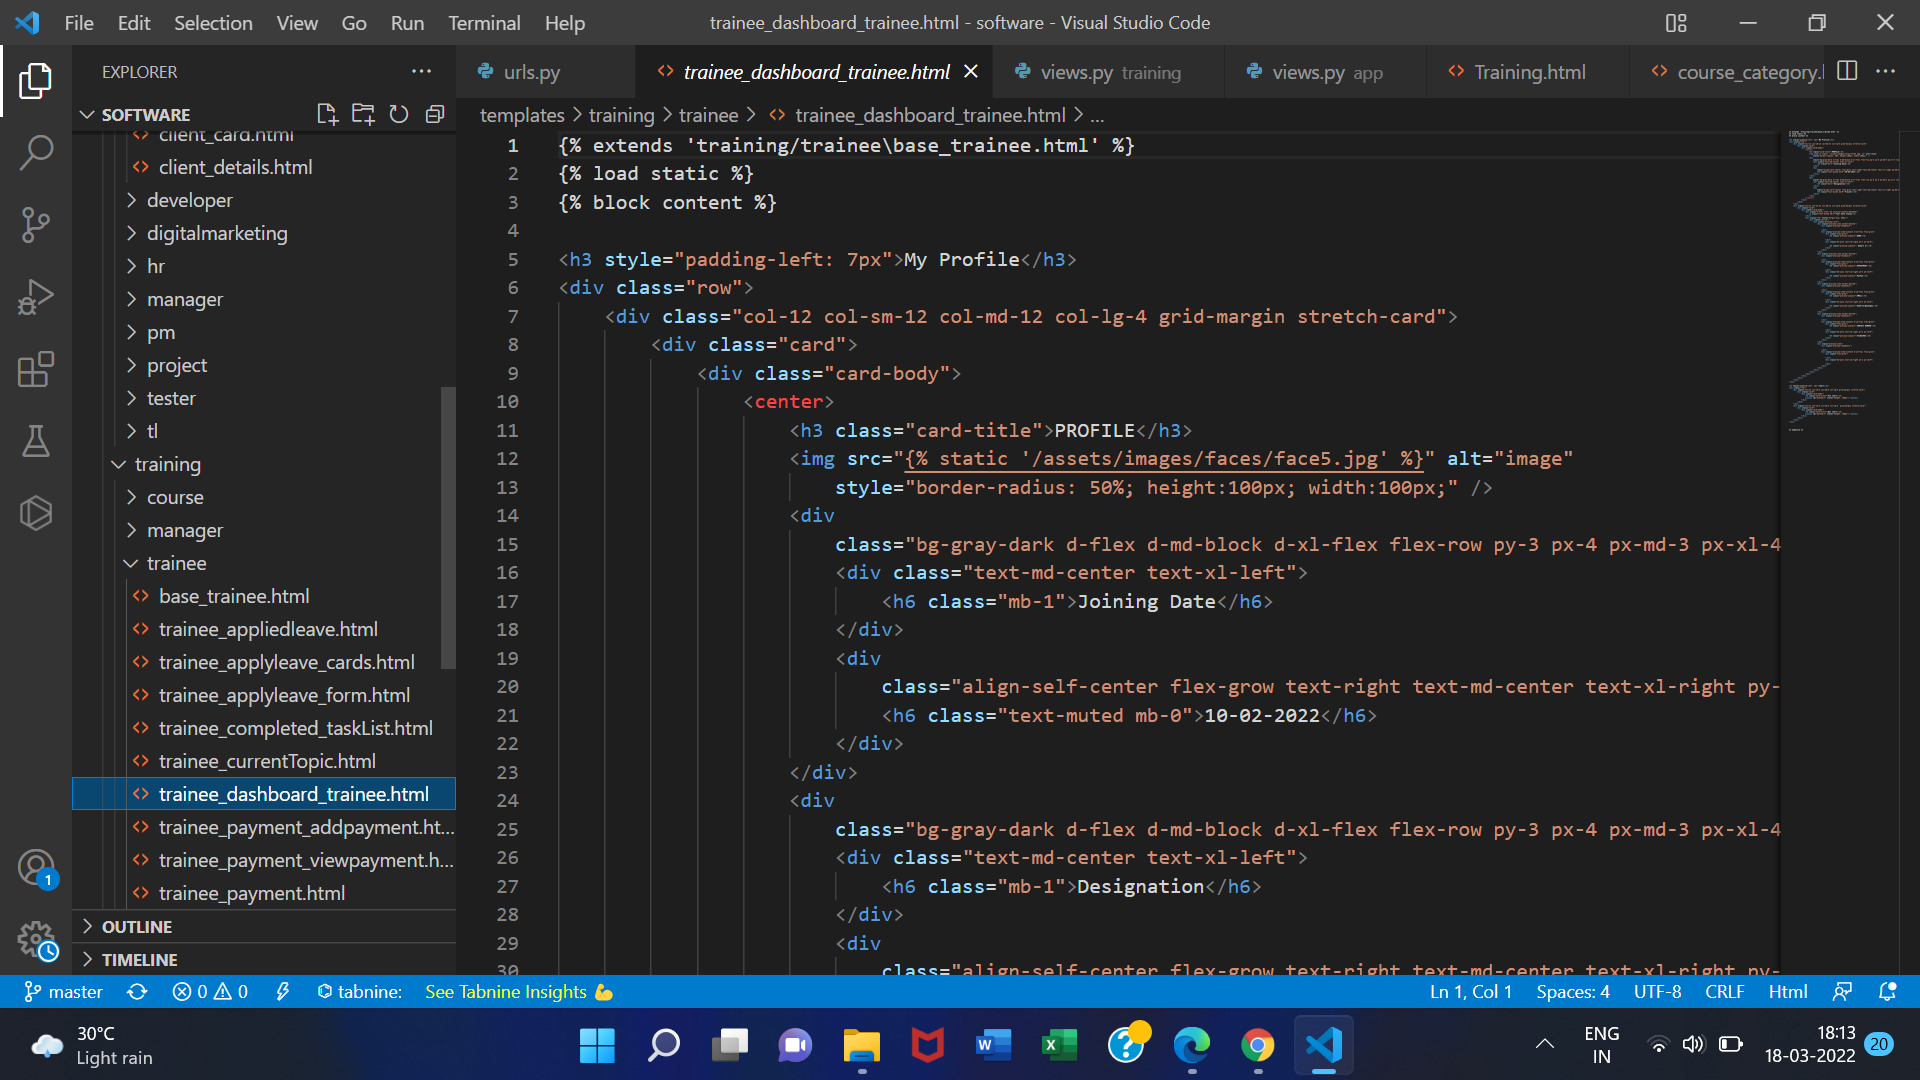 File Edit Selection View Go Run Terminal Help
trainee_dashboard_trainee.html - software - Visual Studio Code
EXPLORER
SOFTWARE
client_card.html
client_details.html
developer
digitalmarketing
hr
manager
pm
project
tester
tl
training
course
manager
trainee
base_trainee.html
trainee_appliedleave.html
trainee_applyleave_cards.html
trainee_applyleave_form.html
trainee_completed_taskList.html
trainee_currentTopic.html
trainee_dashboard_trainee.html
trainee_payment_addpayment.ht...
trainee_payment_viewpayment.h...
trainee_payment.html
OUTLINE
TIMELINE
1
urls.py
trainee_dashboard_trainee.html
views.py training
views.py app
Training.html
course_category.
templates > training > trainee > trainee_dashboard_trainee.html > ...
1 {% extends 'training/trainee\base_trainee.html' %}
2 {% load static %}
3 {% block content %}
4
5 <h3 style="padding-left: 7px">My Profile</h3>
6 <div class="row">
7 <div class="col-12 col-sm-12 col-md-12 col-lg-4 grid-margin stretch-card">
8 <div class="card">
9 <div class="card-body">
10 <center>
11 <h3 class="card-title">PROFILE</h3>
12 <img src="{% static '/assets/images/faces/face5.jpg' %}" alt="image"
13 style="border-radius: 50%; height:100px; width:100px;" />
14 <div
15 class="bg-gray-dark d-flex d-md-block d-xl-flex flex-row py-3 px-4 px-md-3 px-xl-4
16 <div class="text-md-center text-xl-left">
17 <h6 class="mb-1">Joining Date</h6>
18 </div>
19 <div
20 class="align-self-center flex-grow text-right text-md-center text-xl-right py-
21 <h6 class="text-muted mb-0">10-02-2022</h6>
22 </div>
23 </div>
24 <div
25 class="bg-gray-dark d-flex d-md-block d-xl-flex flex-row py-3 px-4 px-md-3 px-xl-4
26 <div class="text-md-center text-xl-left">
27 <h6 class="mb-1">Designation</h6>
28 </div>
29 <div
30 class="align-self-center flex-grow text-right text-md-center text-xl-right py-
master 0 0 tabnine: See Tabnine Insights Ln 1, Col 1 Spaces: 4 UTF-8 CRLF Html
30°C
Light rain
ENG
IN
18:13
18-03-2022
20